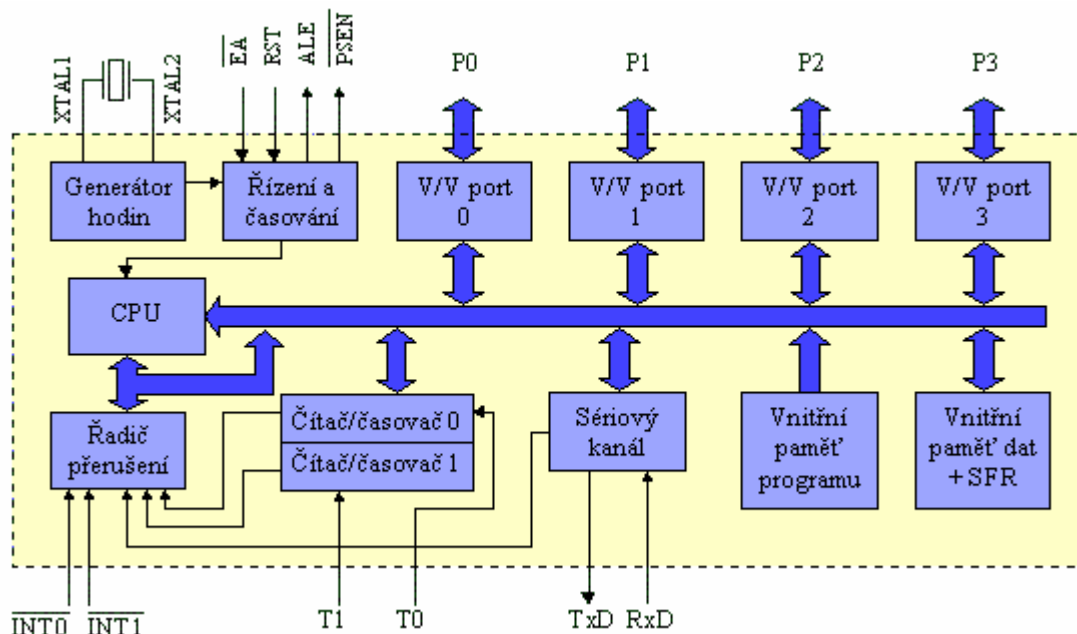 XTAL1
XTAL2
EA
RST
ALE
PSEN
P0
P1
P2
P3
Generátor
hodin
Řízení a
časování
V/V port
0
V/V port
1
V/V port
2
V/V port
3
CPU
Řadič
přerušení
Čítač/časovač 0
Čítač/časovač 1
Sériový
kanál
Vnitřní
paměť
programu
Vnitřní
paměť dat
+SFR
INT0
INT1
T1
T0
TxD
RxD